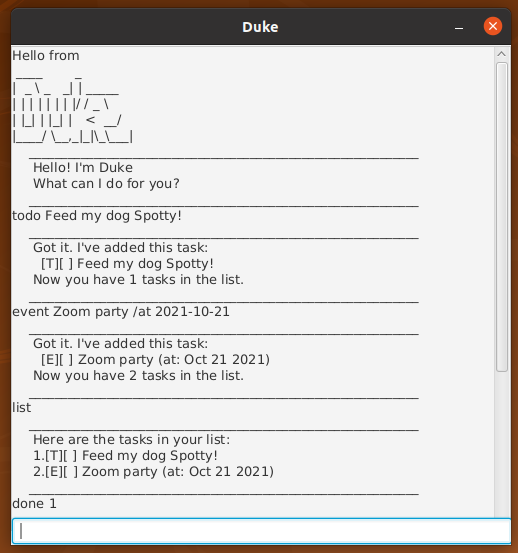 Duke
Hello from
 ____        _
|  _ \ _   _| | _____
| | | | | | | |/ / _ \
| |_| | |_| |   <  __/
|____/ \__,_|_|\_\___|
____________________________________________________________
Hello! I'm Duke
What can I do for you?
____________________________________________________________
todo Feed my dog Spotty!
____________________________________________________________
Got it. I've added this task:
[T][ ] Feed my dog Spotty!
Now you have 1 tasks in the list.
____________________________________________________________
event Zoom party /at 2021-10-21
____________________________________________________________
Got it. I've added this task:
[E][ ] Zoom party (at: Oct 21 2021)
Now you have 2 tasks in the list.
____________________________________________________________
list
____________________________________________________________
Here are the tasks in your list:
1.[T][ ] Feed my dog Spotty!
2.[E][ ] Zoom party (at: Oct 21 2021)
____________________________________________________________
done 1